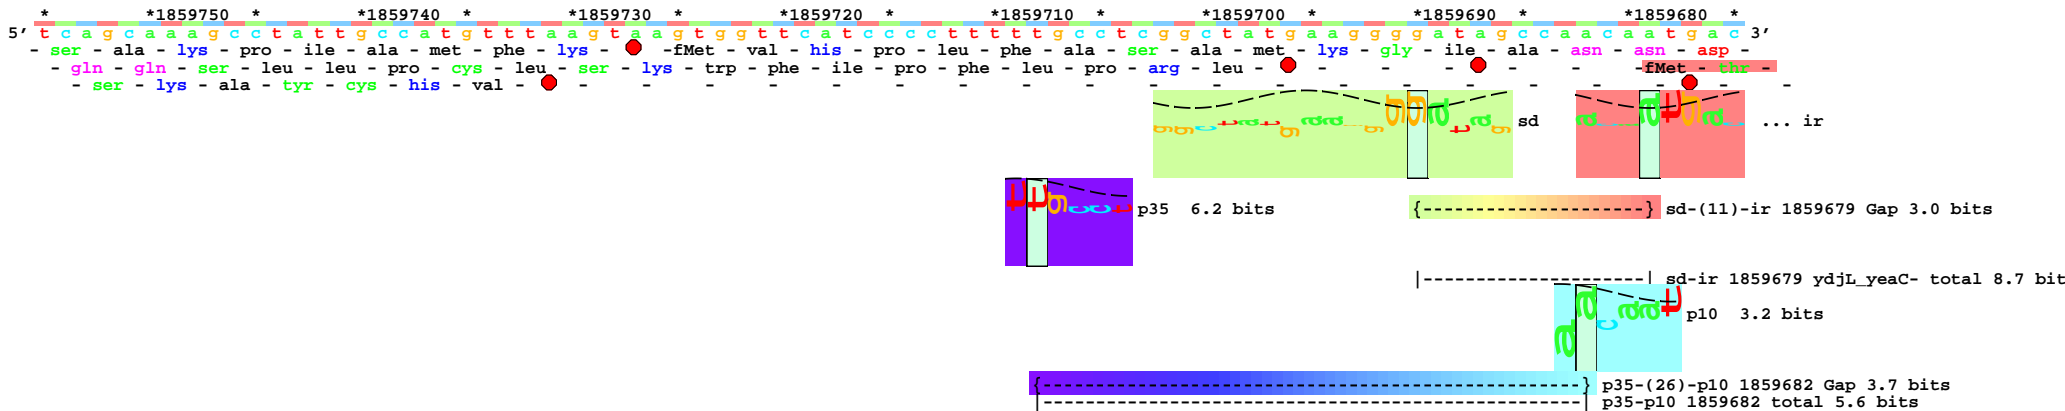 * *1859750 * *1859740 * *1859730 * *1859720 * *1859710 * *1859700 * *1859690 * *1859680 *
5' t c a g c a a a g c c t a t t g c c a t g t t t a a g t a a g t g g t t c a t c c c c t t t t t g c c t c g g c t a t g a a g g g g a t a g c c a a c a a t g a c 3'
- ser - ala - lys - pro - ile - ala - met - phe - lys - -fMet - val - his - pro - leu - phe - ala - ser - ala - met - lys - gly - ile - ala - asn - asn - asp -
- gln - gln - ser - leu - leu - pro - cys - leu - ser - lys - trp - phe - ile - pro - phe - leu - pro - arg - leu - - - - - -fMet - thr -
- ser - lys - ala - tyr - cys - his - val - - - - - - - - - - - - - - - - - - - -
sd
... ir
p35 6.2 bits
{-----------} sd-(11)-ir 1859679 Gap 3.0 bits
|-----------| sd-ir 1859679 ydjL_yeaC- total 8.7 bit
p10 3.2 bits
{--------------------------} p35-(26)-p10 1859682 Gap 3.7 bits
|--------------------------| p35-p10 1859682 total 5.6 bits